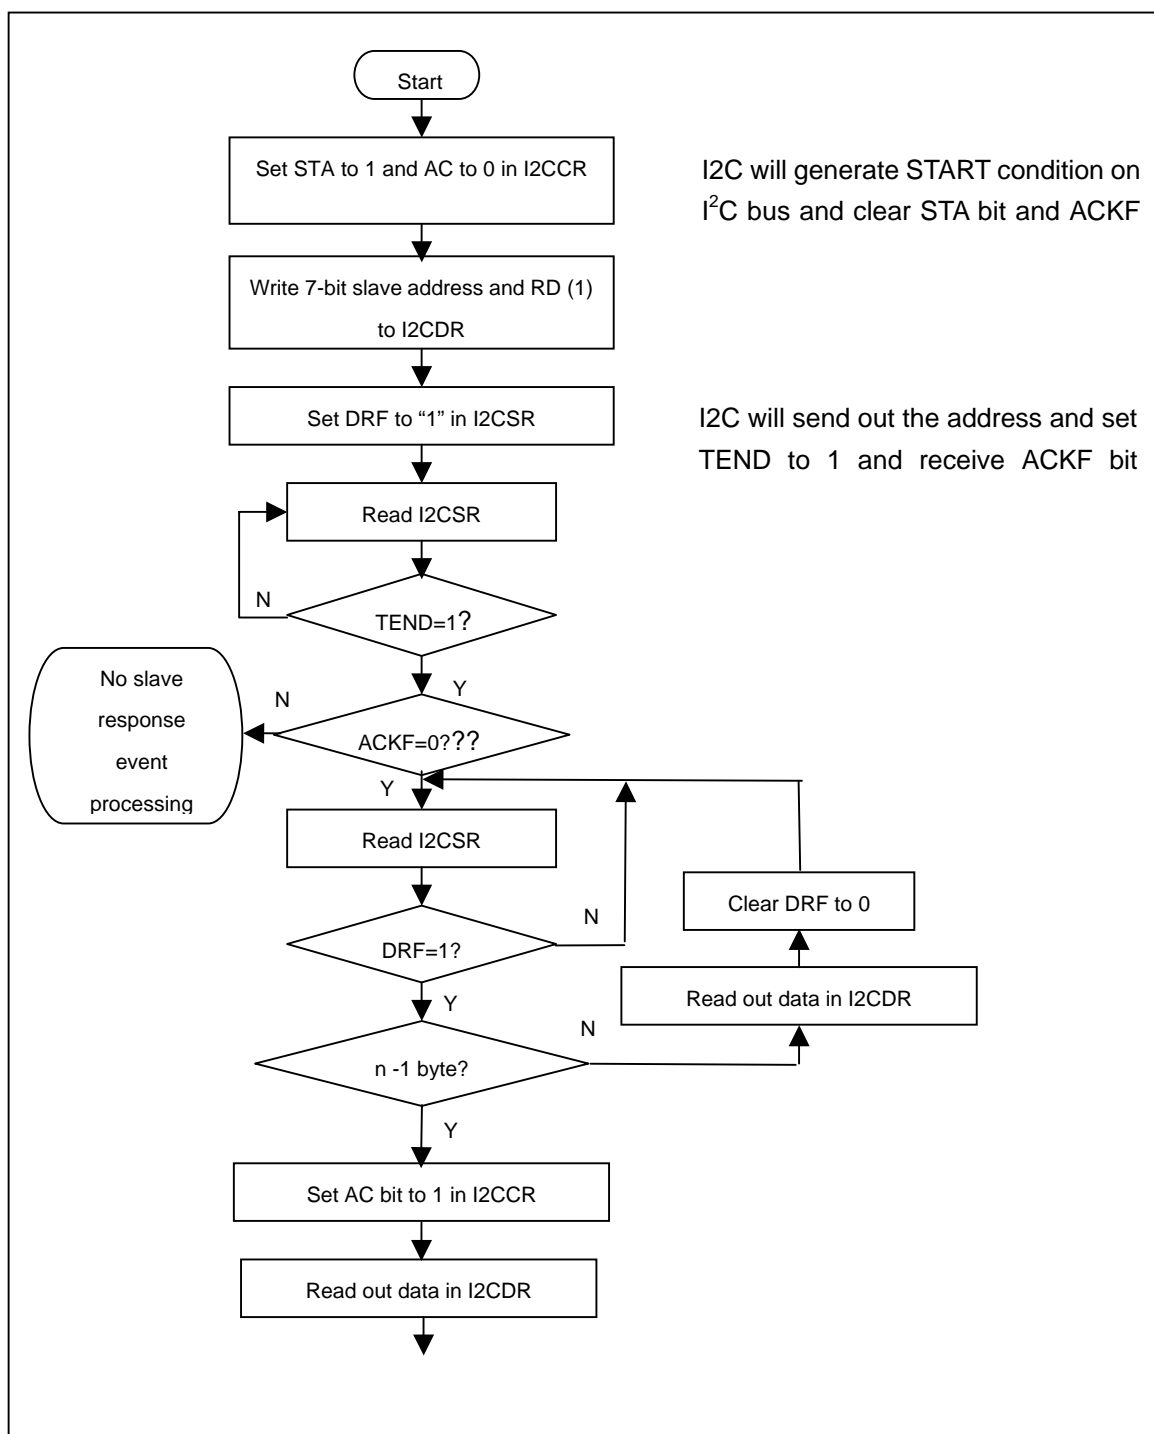 Start
Set STA to 1 and AC to 0 in I2CCR
I2C will generate START condition on
I²C bus and clear STA bit and ACKF
Write 7-bit slave address and RD (1)
to I2CDR
Set DRF to “1” in I2CSR
I2C will send out the address and set
TEND to 1 and receive ACKF bit
Read I2CSR
N
TEND=1?
Y
No slave
response
event
processing
N
ACKF=0???
Y
Read I2CSR
Clear DRF to 0
N
DRF=1?
Read out data in I2CDR
Y
N
n -1 byte?
Y
Set AC bit to 1 in I2CCR
Read out data in I2CDR